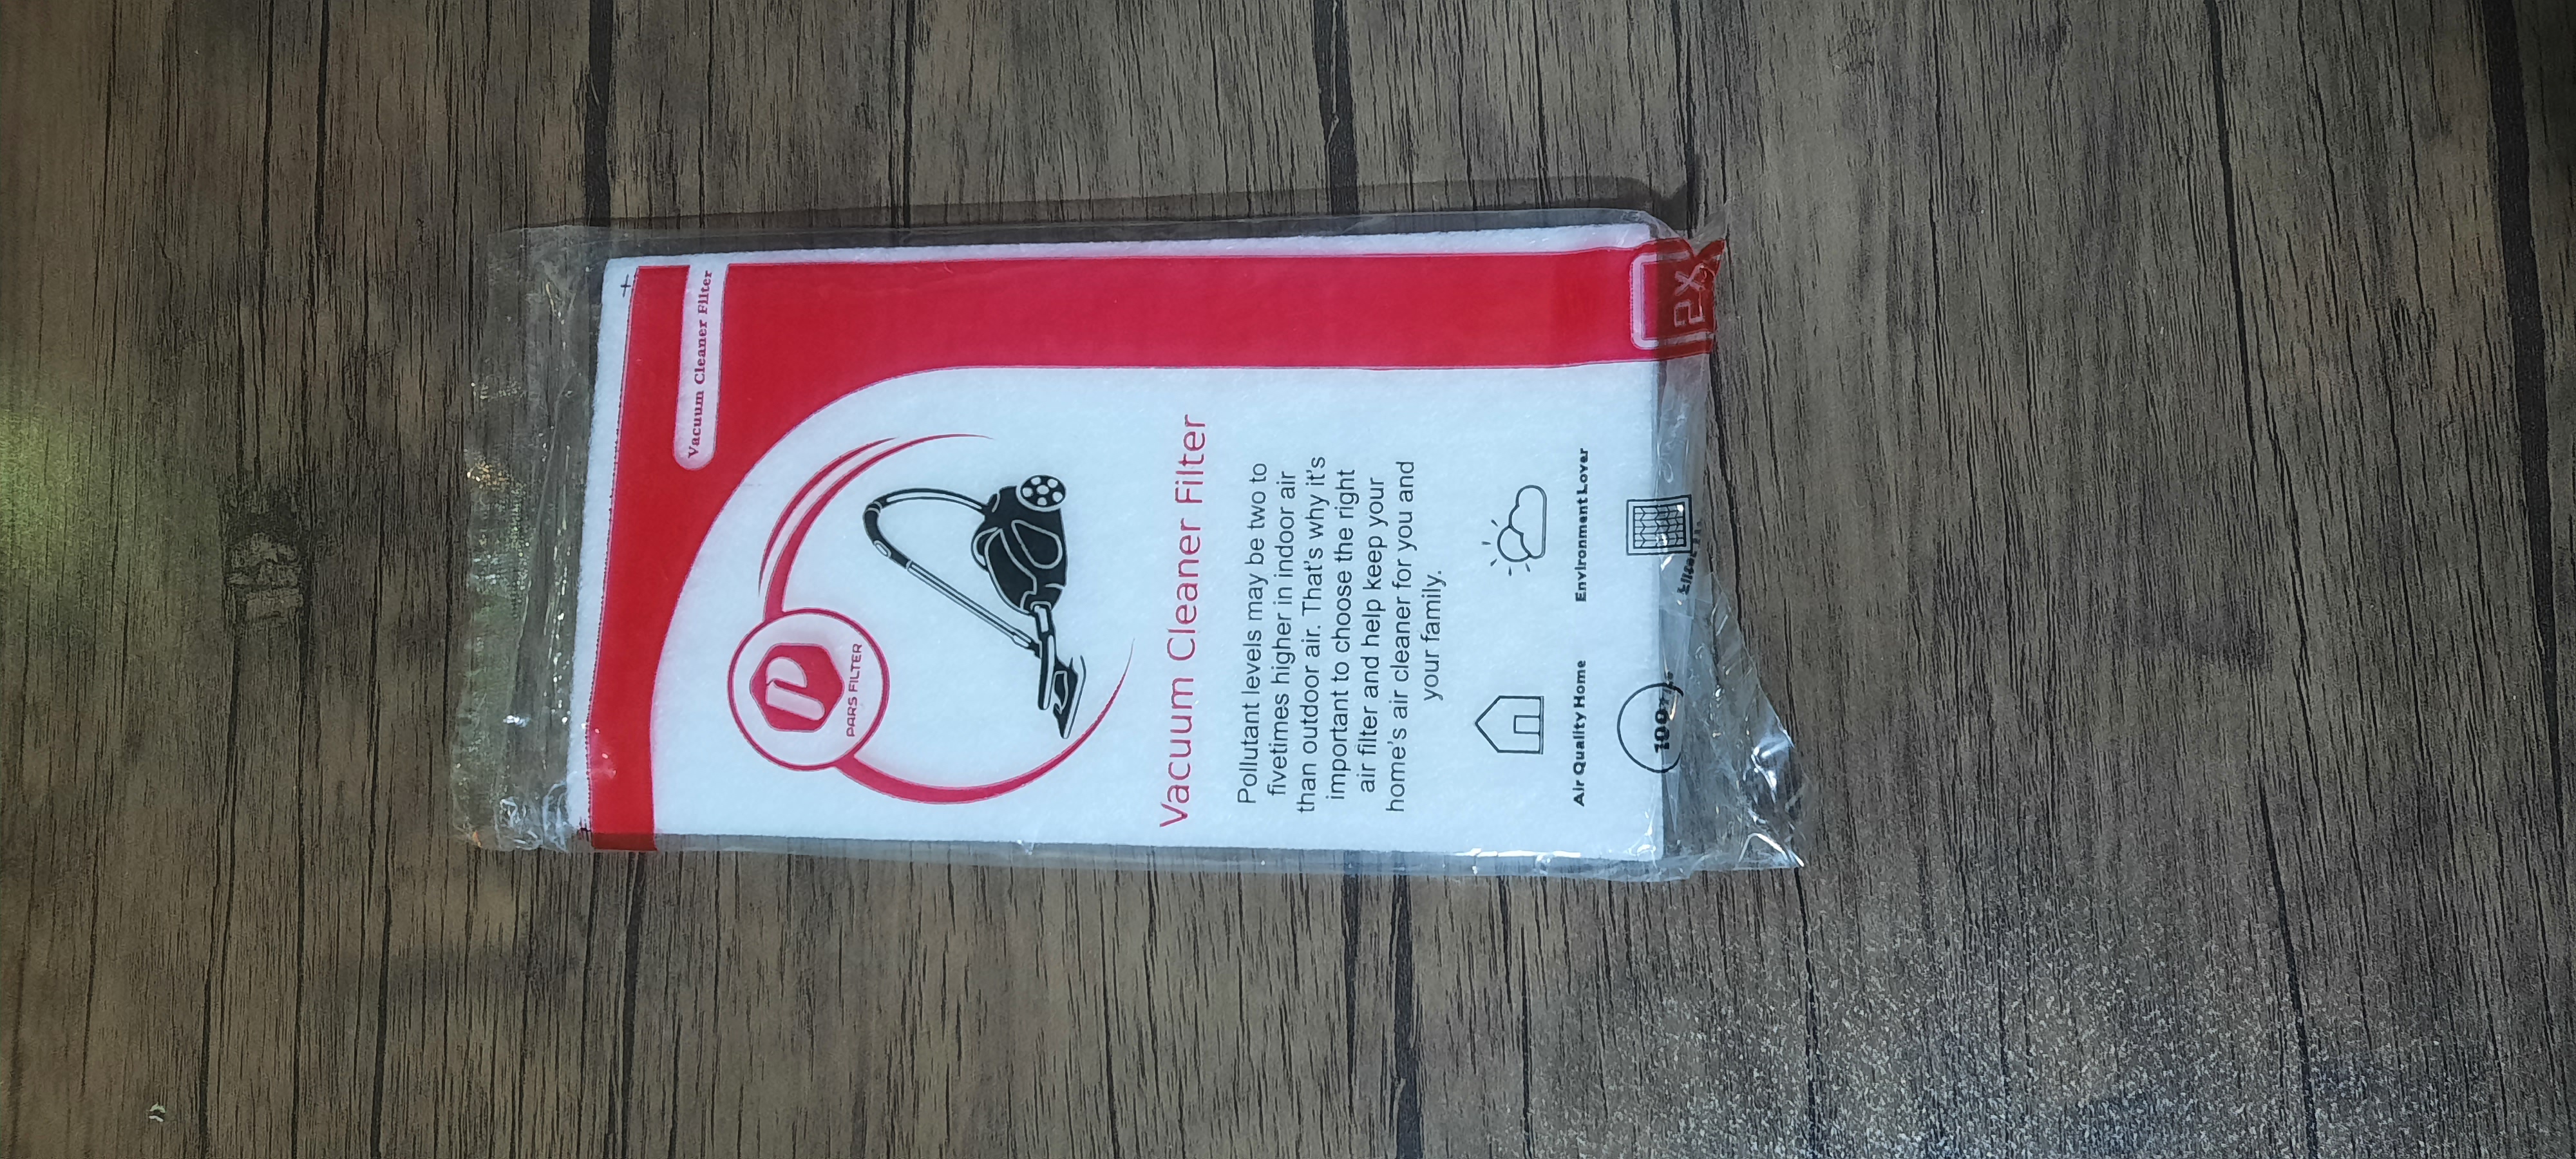 Vacuum Cleaner Filter
PARS FILTER
Vacuum Cleaner Filter
Pollutant levels may be two to
fivetimes higher in indoor air
than outdoor air. That's why it's
important to choose the right
air filter and help keep your
home's air cleaner for you and
your family.
Air Quality Home
Environment Lover
100%
2X